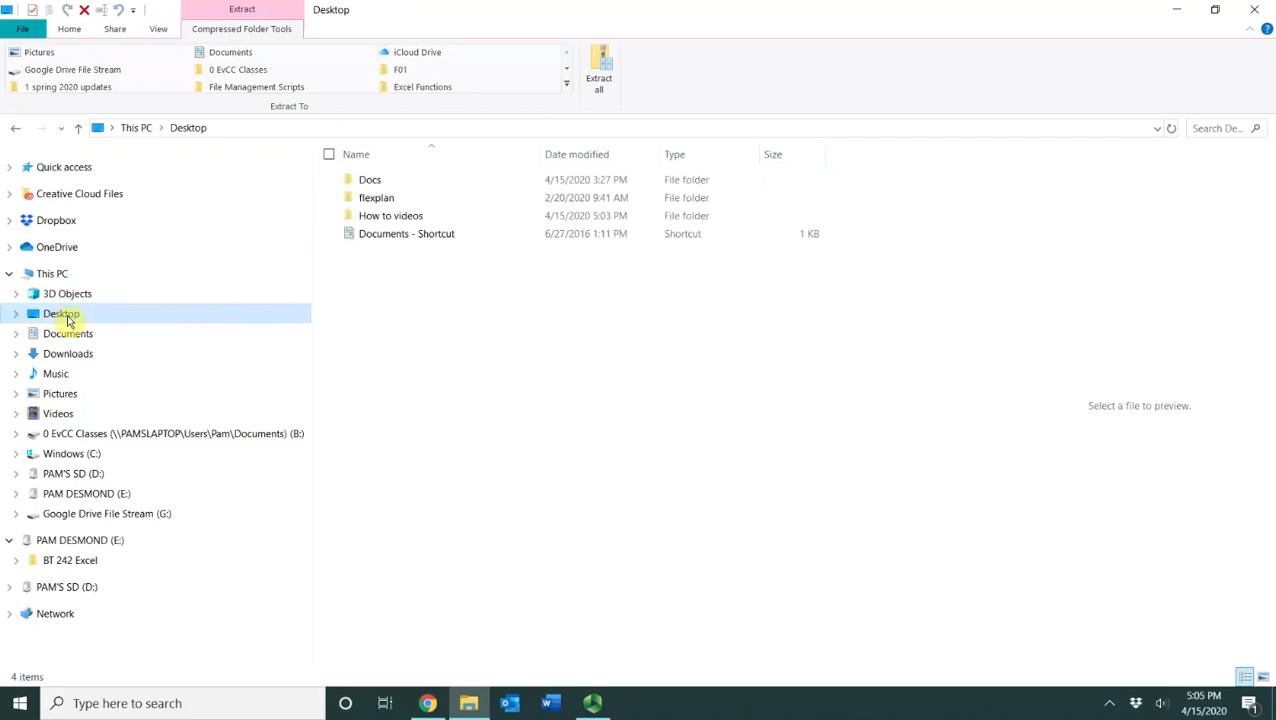 Extract
Desktop
File
Home
Share
View
Compressed Folder Tools
Pictures
Documents
iCloud Drive
Google Drive File Stream
0 EvCC Classes
F01
1 spring 2020 updates
File Management Scripts
Excel Functions
Extract all
Extract To
This PC > Desktop
Search De...
Name
Date modified
Type
Size
Docs 4/15/2020 3:27 PM File folder
flexplan 2/20/2020 9:41 AM File folder
How to videos 4/15/2020 5:03 PM File folder
Documents - Shortcut 6/27/2016 1:11 PM Shortcut 1 KB
Quick access
Creative Cloud Files
Dropbox
OneDrive
This PC
3D Objects
Desktop
Documents
Downloads
Music
Pictures
Videos
0 EvCC Classes (\\PAMSLAPTOP\Users\Pam\Documents) (B:)
Windows (C:)
PAM'S SD (D:)
PAM DESMOND (E:)
Google Drive File Stream (G:)
PAM DESMOND (E:)
BT 242 Excel
PAM'S SD (D:)
Network
Select a file to preview.
4 items
Type here to search
5:05 PM
4/15/2020
1